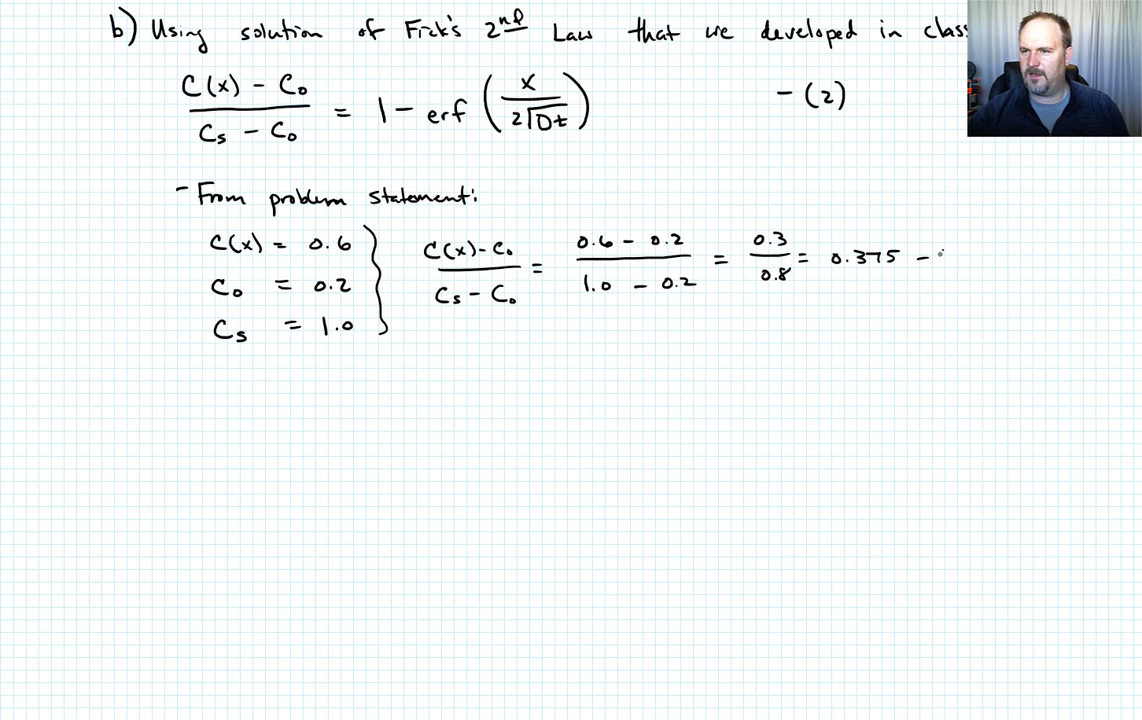 b) Using solution of Fick's 2nd Law that we developed in class
C(x) - C₀ / Cs - C₀ = 1 - erf (x / 2√Dt) - (2)
- From problem statement:
C(x) = 0.6
C₀ = 0.2
Cs = 1.0
C(x) - C₀ / Cs - C₀ = 0.6 - 0.2 / 1.0 - 0.2 = 0.3 / 0.8 = 0.375 -